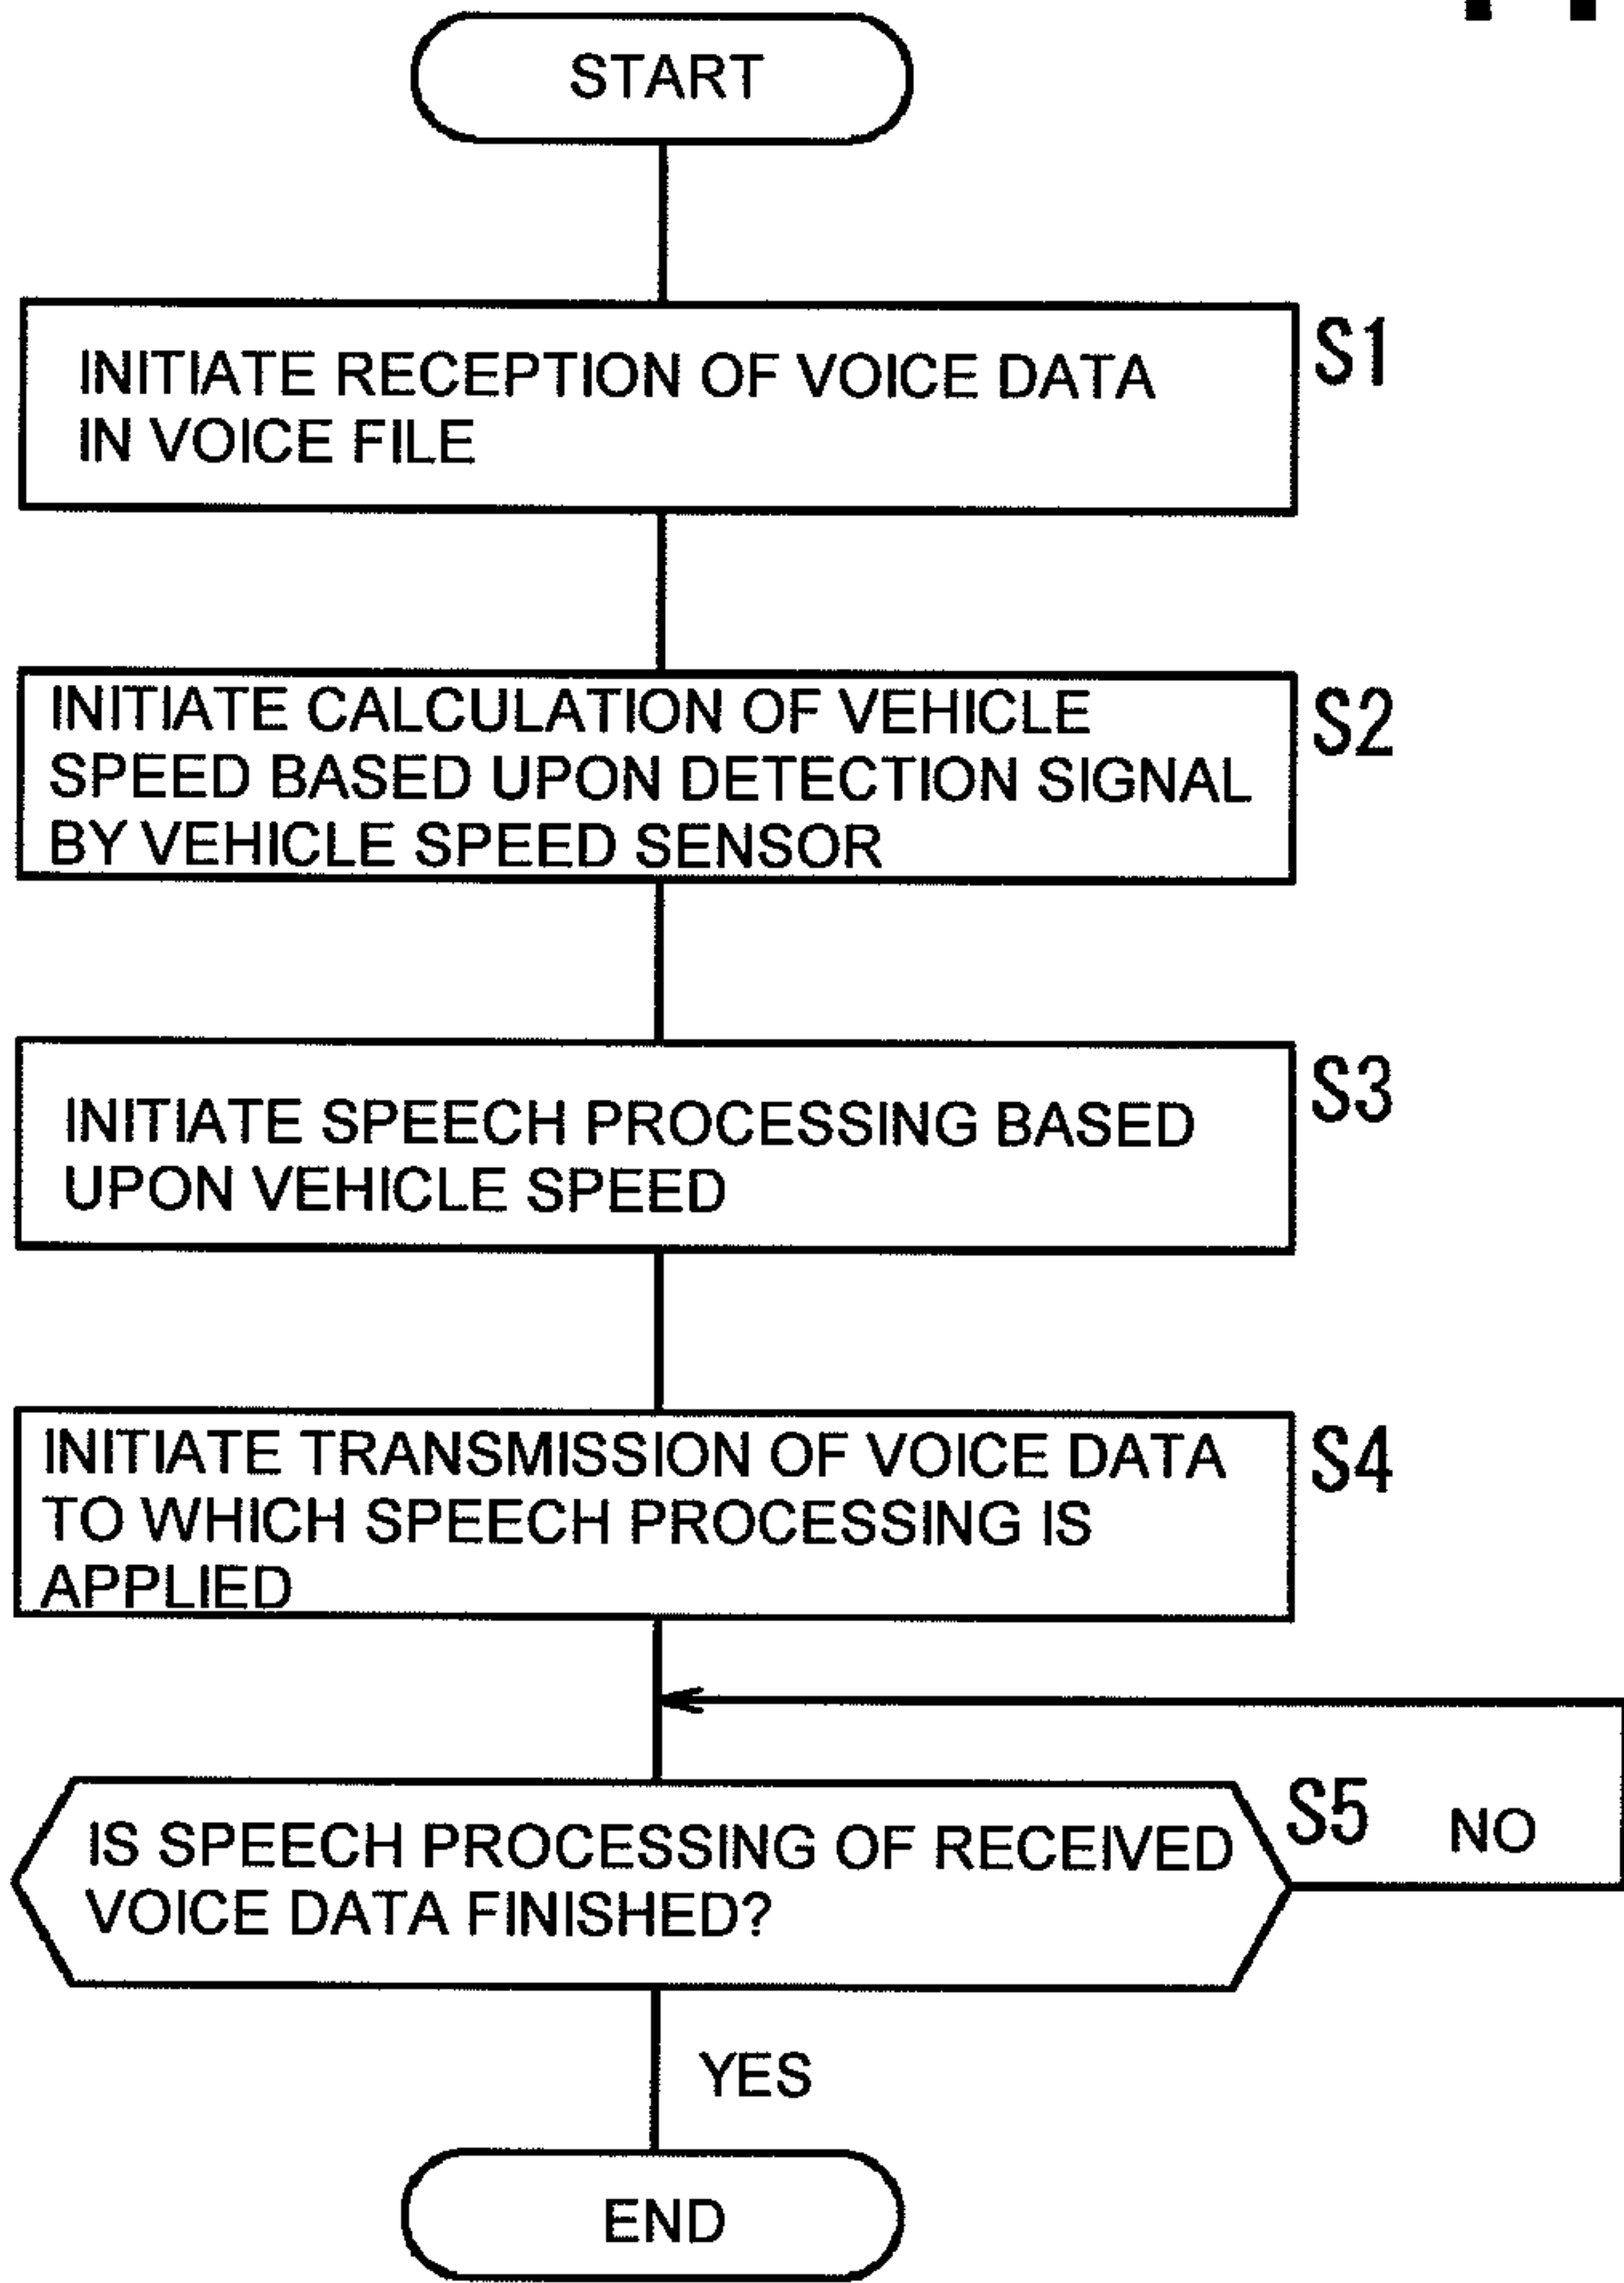 START
INITIATE RECEPTION OF VOICE DATA
IN VOICE FILE
S1
INITIATE CALCULATION OF VEHICLE
SPEED BASED UPON DETECTION SIGNAL
BY VEHICLE SPEED SENSOR
S2
INITIATE SPEECH PROCESSING BASED
UPON VEHICLE SPEED
S3
INITIATE TRANSMISSION OF VOICE DATA
TO WHICH SPEECH PROCESSING IS
APPLIED
S4
IS SPEECH PROCESSING OF RECEIVED
VOICE DATA FINISHED?
S5
NO
YES
END